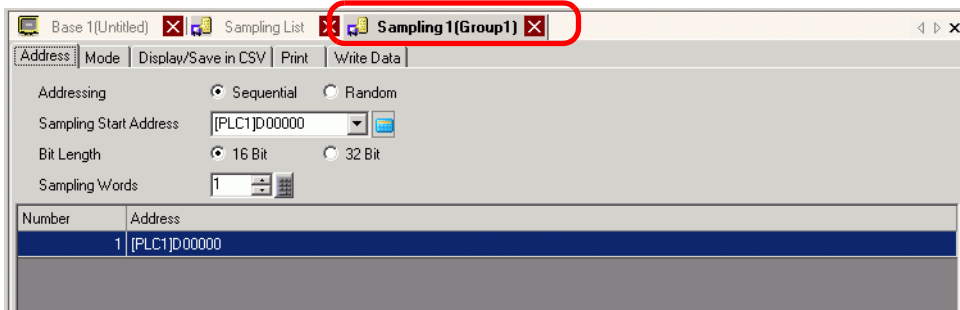 Base 1(Untitled) Sampling List Sampling 1(Group1)
Address Mode Display/Save in CSV Print Write Data
Addressing Sequential Random
Sampling Start Address [PLC1]D00000
Bit Length 16 Bit 32 Bit
Sampling Words 1
Number Address
1 [PLC1]D00000